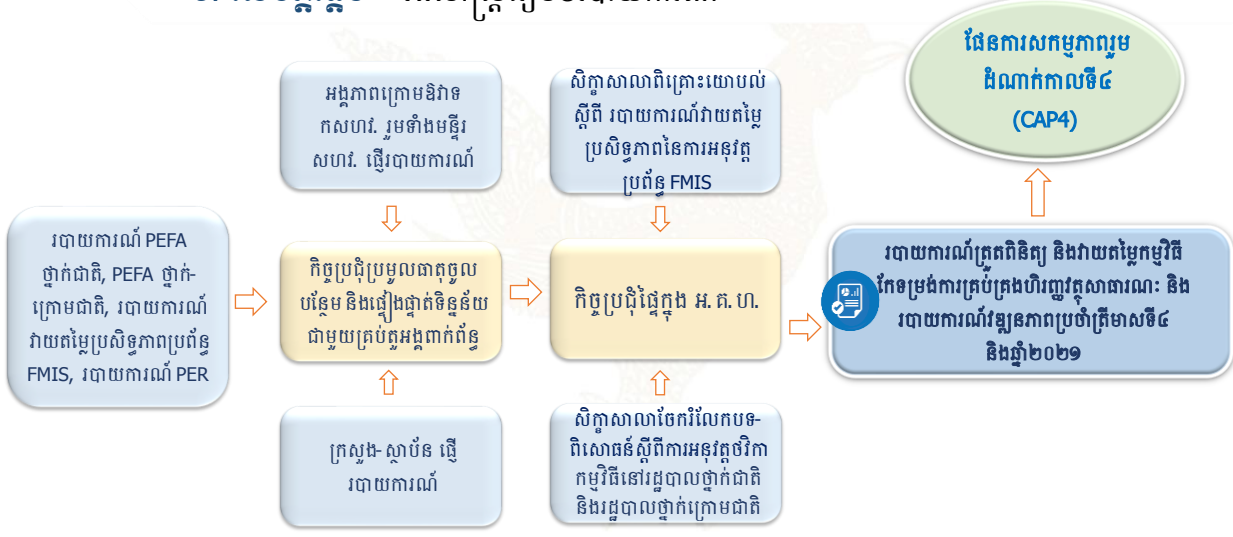 អង្គភាពក្រោមឱវាទ
កសហវ. រួមទាំងមន្ទីរ
សហវ. ផ្ញើរបាយការណ៍
សិក្ខាសាលាពិគ្រោះយោបល់
ស្តីពី របាយការណ៍វាយតម្លៃ
ប្រសិទ្ធភាពនៃការអនុវត្ត
ប្រព័ន្ធ FMIS
ផែនការសកម្មភាពរួម
ដំណាក់កាលទី៤
(CAP4)
របាយការណ៍ PEFA
ថ្នាក់ជាតិ, PEFA ថ្នាក់-
ក្រោមជាតិ, របាយការណ៍
វាយតម្លៃប្រសិទ្ធភាពប្រព័ន្ធ
FMIS, របាយការណ៍ PER
កិច្ចប្រជុំប្រមូលធាតុចូល
បន្ថែម និងផ្ទៀងផ្ទាត់ទិន្នន័យ
ជាមួយគ្រប់តួអង្គពាក់ព័ន្ធ
កិច្ចប្រជុំផ្ទៃក្នុង អ. គ. ហ.
របាយការណ៍ត្រួតពិនិត្យ និងវាយតម្លៃកម្មវិធី
កែទម្រង់ការគ្រប់គ្រងហិរញ្ញវត្ថុសាធារណៈ និង
របាយការណ៍វឌ្ឍនភាពប្រចាំត្រីមាសទី៤
និងឆ្នាំ២០២១
ក្រសួង-ស្ថាប័ន ផ្ញើ
របាយការណ៍
សិក្ខាសាលាចែករំលែកបទ-
ពិសោធន៍ស្តីពីការអនុវត្តថវិកា
កម្មវិធីនៅរដ្ឋបាលថ្នាក់ជាតិ
និងរដ្ឋបាលថ្នាក់ក្រោមជាតិ